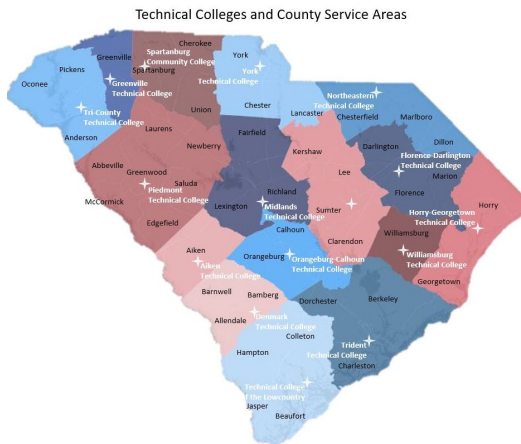 Technical Colleges and County Service Areas
Cherokee
Spartanburg
Community College
Spartanburg
Union
Greenville
Greenville
Technical College
Pickens
Oconee
Tri-County
Technical College
Anderson
York
York
Technical College
Chester
Lancaster
Northeastern
Technical College
Chesterfield
Marlboro
Dillon
Laurens
Newberry
Abbeville
Greenwood
Saluda
Piedmont
Technical College
McCormick
Edgefield
Fairfield
Richland
Lexington
Midlands
Technical College
Kershaw
Lee
Sumter
Clarendon
Darlington
Florence-Darlington
Technical College
Marion
Florence
Horry
Horry-Georgetown
Technical College
Georgetown
Williamsburg
Williamsburg
Technical College
Calhoun
Orangeburg
Orangeburg-Calhoun
Technical College
Aiken
Aiken
Technical College
Barnwell
Bamberg
Allendale
Denmark
Technical College
Dorchester
Berkeley
Trident
Technical College
Charleston
Colleton
Hampton
Technical College
of the Lowcountry
Jasper
Beaufort